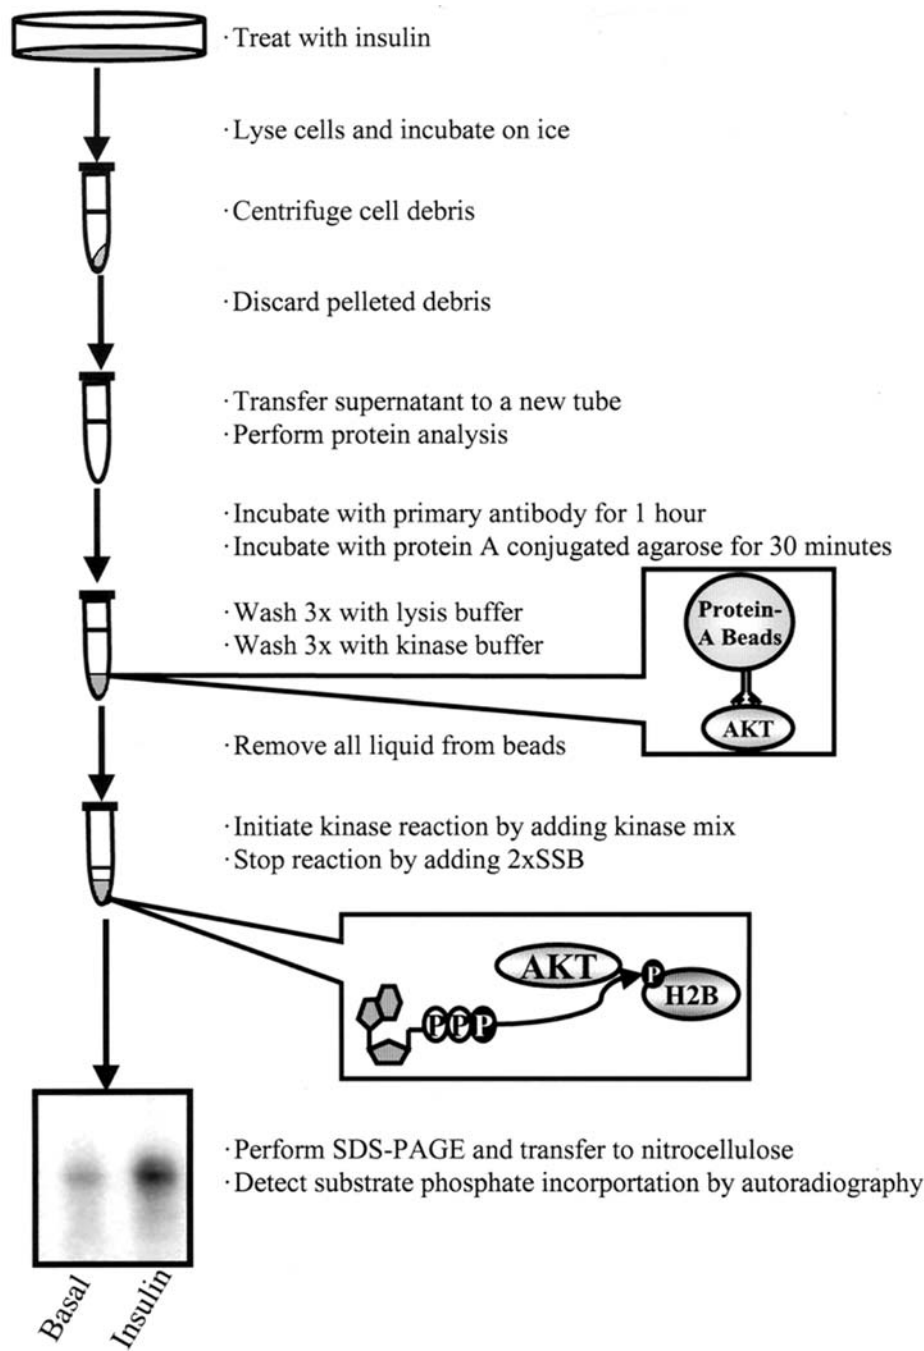 ·Treat with insulin
·Lyse cells and incubate on ice
·Centrifuge cell debris
·Discard pelleted debris
·Transfer supernatant to a new tube
·Perform protein analysis
·Incubate with primary antibody for 1 hour
·Incubate with protein A conjugated agarose for 30 minutes
·Wash 3x with lysis buffer
·Wash 3x with kinase buffer
Protein-
A Beads
AKT
·Remove all liquid from beads
·Initiate kinase reaction by adding kinase mix
·Stop reaction by adding 2xSSB
AKT
P
H2B
P P P
·Perform SDS-PAGE and transfer to nitrocellulose
·Detect substrate phosphate incorportation by autoradiography
Basal
Insulin